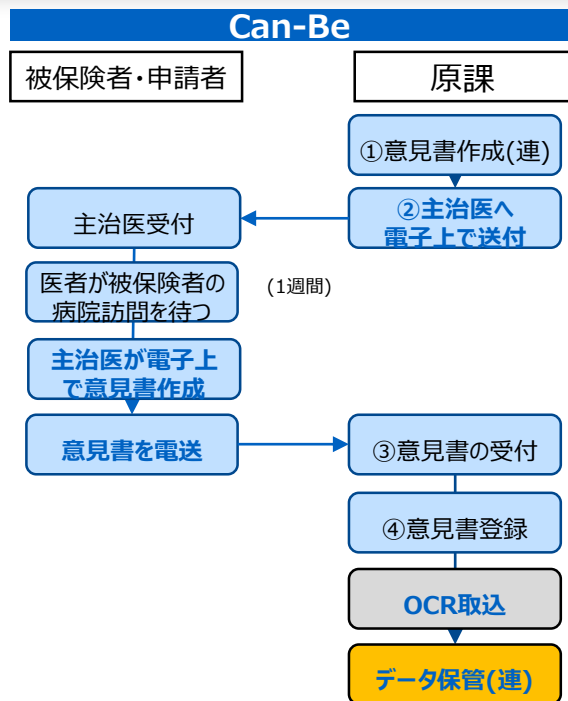 Can-Be
被保険者・申請者
原課
①意見書作成(連)
②主治医へ
電子上で送付
主治医受付
医者が被保険者の
病院訪問を待つ
(1週間)
主治医が電子上
で意見書作成
意見書を電送
③意見書の受付
④意見書登録
OCR取込
データ保管(連)